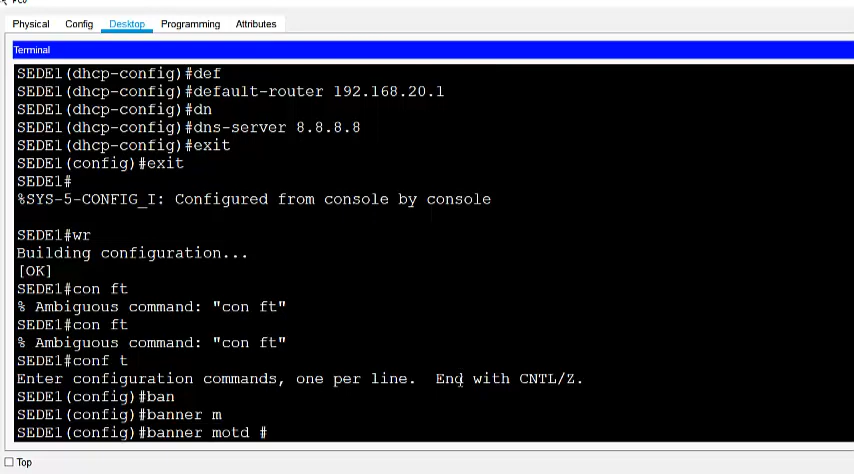 Physical Config Desktop Programming Attributes
Terminal
SEDE1(dhcp-config)#def
SEDE1(dhcp-config)#default-router 192.168.20.1
SEDE1(dhcp-config)#dn
SEDE1(dhcp-config)#dns-server 8.8.8.8
SEDE1(dhcp-config)#exit
SEDE1(config)#exit
SEDE1#
%SYS-5-CONFIG_I: Configured from console by console
SEDE1#wr
Building configuration...
[OK]
SEDE1#con ft
% Ambiguous command: "con ft"
SEDE1#con ft
% Ambiguous command: "con ft"
SEDE1#conf t
Enter configuration commands, one per line.  End with CNTL/Z.
SEDE1(config)#ban
SEDE1(config)#banner m
SEDE1(config)#banner motd #
Top